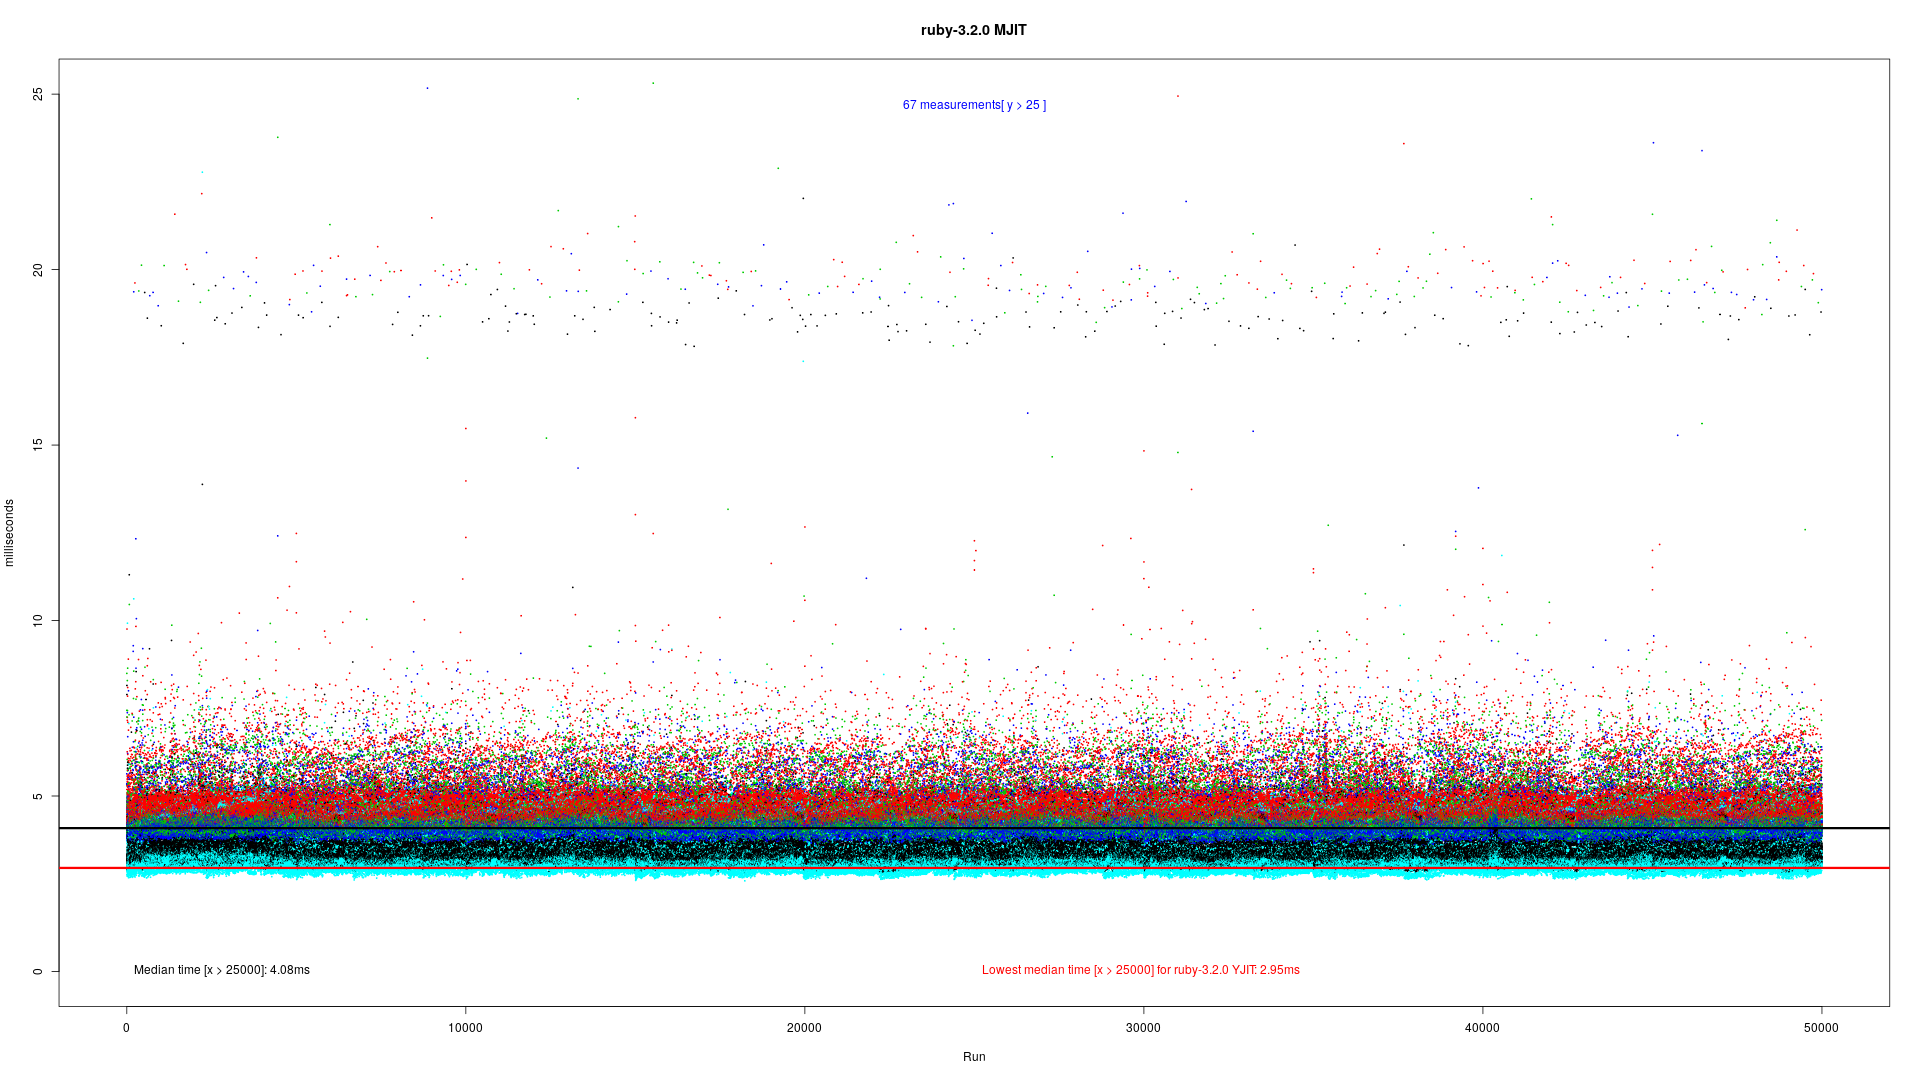 ruby-3.2.0 MJIT
67 measurements[ y > 25 ]
25
20
15
10
5
0
milliseconds
Median time [x > 25000]: 4.08ms
Lowest median time [x > 25000] for ruby-3.2.0 YJIT: 2.95ms
0 10000 20000 30000 40000 50000
Run